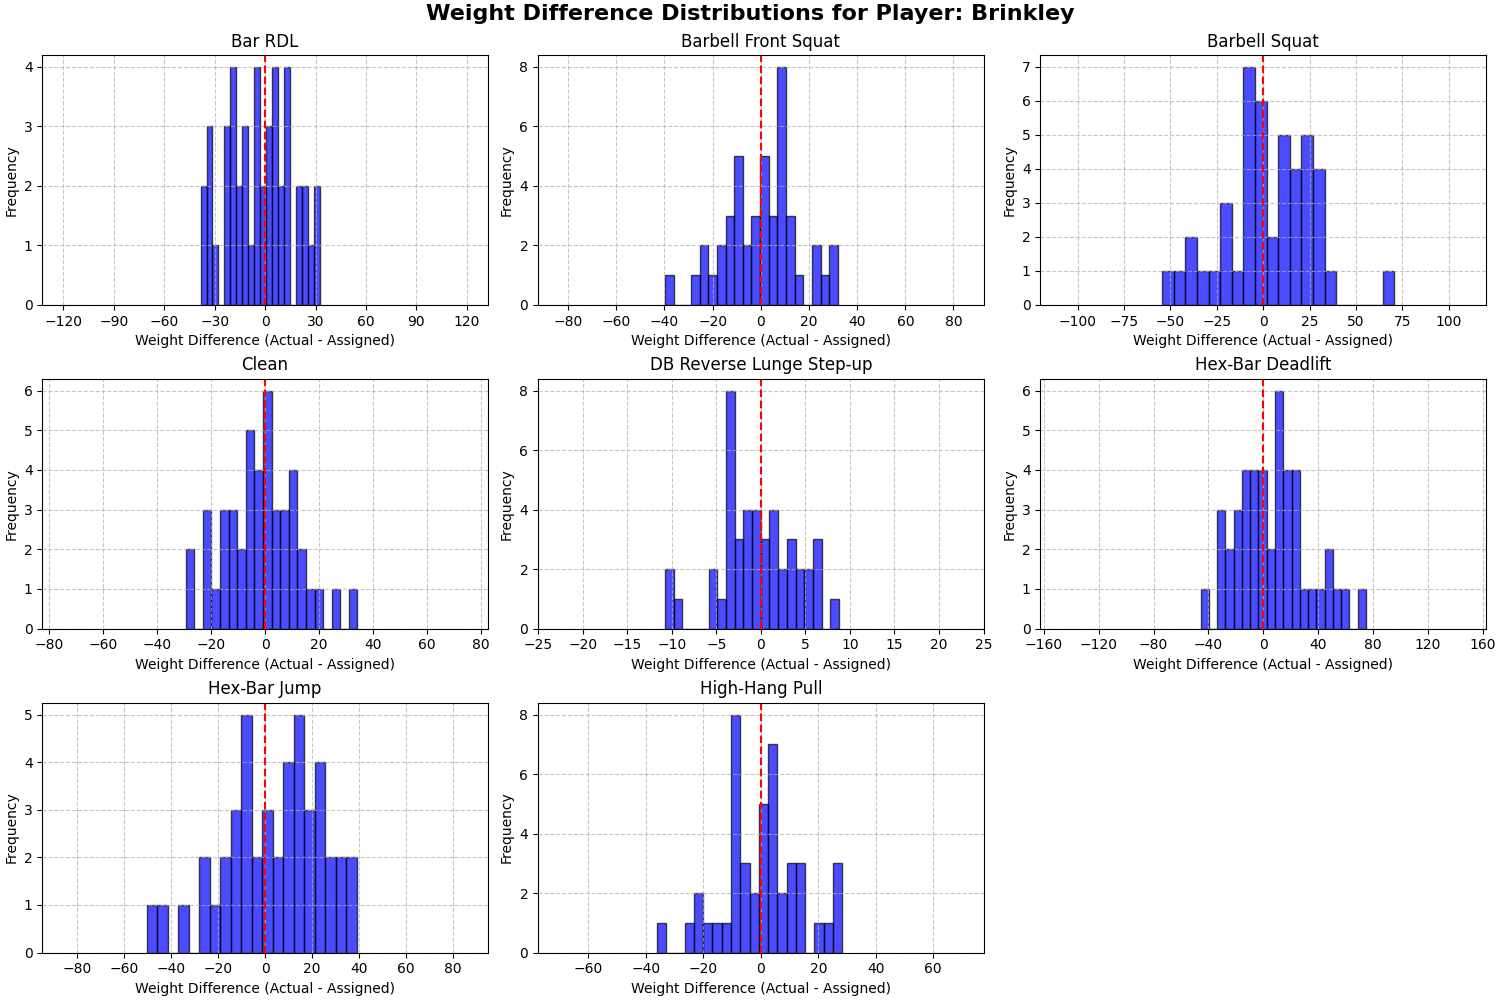 Weight Difference Distributions for Player: Brinkley
Bar RDL
Frequency
4
3
2
1
0
−120 −90 −60 −30 0 30 60 90 120
Weight Difference (Actual - Assigned)
Barbell Front Squat
Frequency
8
6
4
2
0
−80 −60 −40 −20 0 20 40 60 80
Weight Difference (Actual - Assigned)
Barbell Squat
Frequency
7
6
5
4
3
2
1
0
−100 −75 −50 −25 0 25 50 75 100
Weight Difference (Actual - Assigned)
Clean
Frequency
6
5
4
3
2
1
0
−80 −60 −40 −20 0 20 40 60 80
Weight Difference (Actual - Assigned)
DB Reverse Lunge Step-up
Frequency
8
6
4
2
0
−25 −20 −15 −10 −5 0 5 10 15 20 25
Weight Difference (Actual - Assigned)
Hex-Bar Deadlift
Frequency
6
5
4
3
2
1
0
−160 −120 −80 −40 0 40 80 120 160
Weight Difference (Actual - Assigned)
Hex-Bar Jump
Frequency
5
4
3
2
1
0
−80 −60 −40 −20 0 20 40 60 80
Weight Difference (Actual - Assigned)
High-Hang Pull
Frequency
8
6
4
2
0
−60 −40 −20 0 20 40 60
Weight Difference (Actual - Assigned)